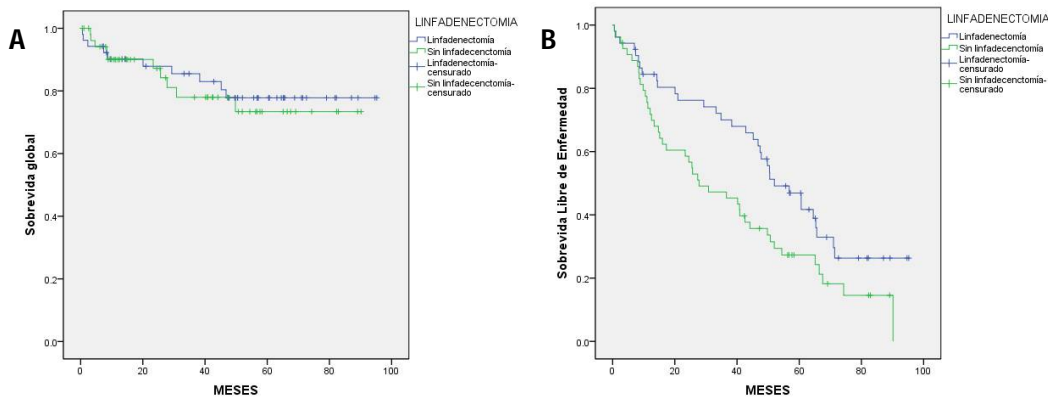 A
Sobrevida global
1.0
0.8
0.6
0.4
0.2
0.0
0
20
40
60
80
100
MESES
LINFADENECTOMIA
Linfadenectomía
Sin linfadecenctomía
Linfadenectomía-
censurado
Sin linfadecenctomía-
censurado
B
Sobrevida Libre de Enfermedad
1.0
0.8
0.6
0.4
0.2
0.0
0
20
40
60
80
100
MESES
LINFADENECTOMIA
Linfadenectomía
Sin linfadecenctomía
Linfadenectomía-
censurado
Sin linfadecenctomía-
censurado